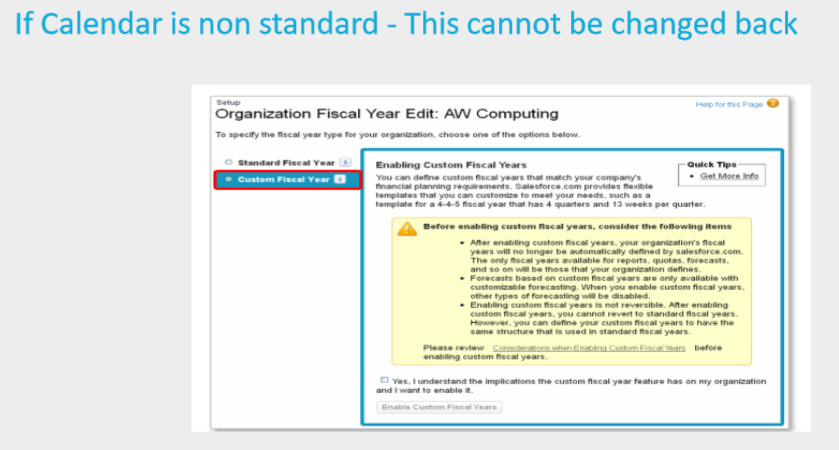 If Calendar is non standard - This cannot be changed back
Setup
Organization Fiscal Year Edit: AW Computing
Help for this Page
To specify the fiscal year type for your organization, choose one of the options below.
Standard Fiscal Year
Custom Fiscal Year
Enabling Custom Fiscal Years
You can define custom fiscal years that match your company's
financial planning requirements. Salesforce.com provides flexible
templates that you can customize to meet your needs, such as a
template for a 4-4-5 fiscal year that has 4 quarters and 13 weeks per quarter.
Quick Tips
• Get More Info
Before enabling custom fiscal years, consider the following items
• After enabling custom fiscal years, your organization's fiscal
years will no longer be automatically defined by salesforce.com.
The only fiscal years available for reports, quotas, forecasts,
and so on will be those that your organization defines.
• Forecasts based on custom fiscal years are only available with
customizable forecasting. When you enable custom fiscal years,
other types of forecasting will be disabled.
• Enabling custom fiscal years is not reversible. After enabling
custom fiscal years, you cannot revert to standard fiscal years.
However, you can define your custom fiscal years to have the
same structure that is used in standard fiscal years.
Please review Considerations when Enabling Custom Fiscal Years before
enabling custom fiscal years.
Yes, I understand the implications the custom fiscal year feature has on my organization
and I want to enable it.
Enable Custom Fiscal Years